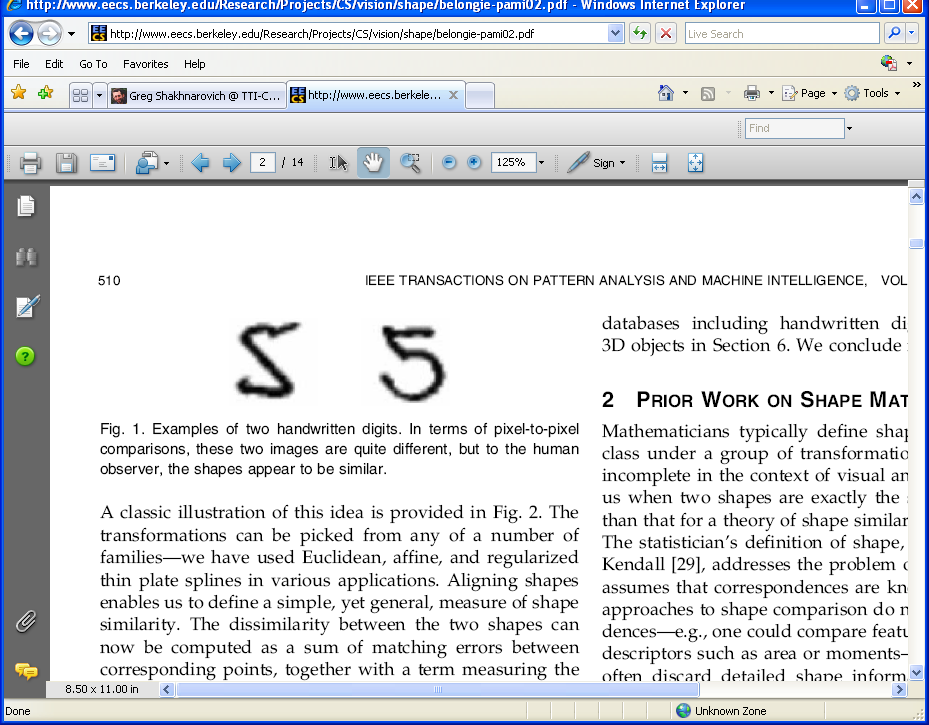 http://www.eecs.berkeley.edu/Research/Projects/CS/vision/shape/belongie-pami02.pdf - Windows Internet Explorer
http://www.eecs.berkeley.edu/Research/Projects/CS/vision/shape/belongie-pami02.pdf
Live Search
File Edit Go To Favorites Help
Greg Shakhnarovich @ TTI-C...
http://www.eecs.berkele...
Page Tools
Find
2 / 14
125%
Sign
510
IEEE TRANSACTIONS ON PATTERN ANALYSIS AND MACHINE INTELLIGENCE, VOL
5 5
Fig. 1. Examples of two handwritten digits. In terms of pixel-to-pixel
comparisons, these two images are quite different, but to the human
observer, the shapes appear to be similar.
A classic illustration of this idea is provided in Fig. 2. The
transformations can be picked from any of a number of
families—we have used Euclidean, affine, and regularized
thin plate splines in various applications. Aligning shapes
enables us to define a simple, yet general, measure of shape
similarity. The dissimilarity between the two shapes can
now be computed as a sum of matching errors between
corresponding points, together with a term measuring the
databases including handwritten di
3D objects in Section 6. We conclude
2 PRIOR WORK ON SHAPE MAT
Mathematicians typically define shap
class under a group of transformatio
incomplete in the context of visual an
us when two shapes are exactly the
than that for a theory of shape similar
The statistician's definition of shape,
Kendall [29], addresses the problem o
assumes that correspondences are kn
approaches to shape comparison do n
dences—e.g., one could compare featu
descriptors such as area or moments—
often discard detailed shape inform
8.50 x 11.00 in
Done
Unknown Zone